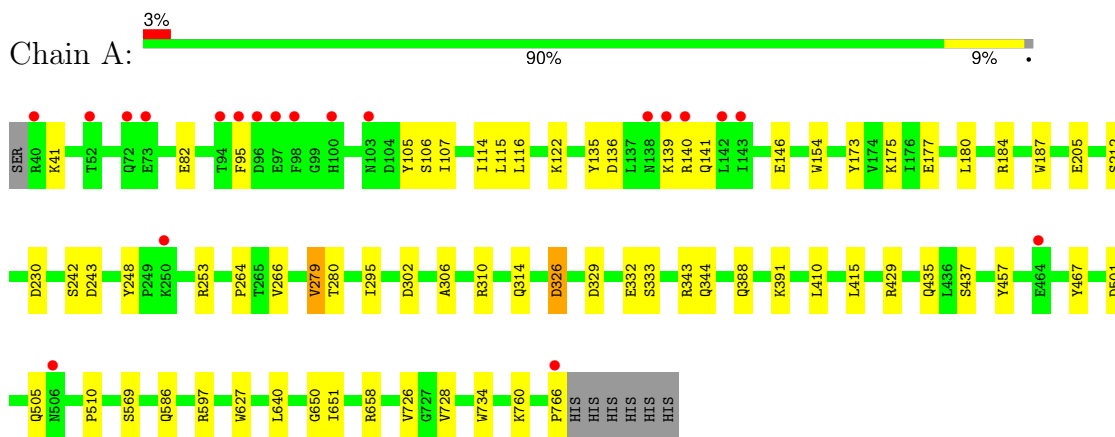 3%
Chain A:
90% 9% •
SER R40 K41 T52 Q72 E73 E82 T94 F95 D96 E97 F98 G99 H100 N103 D104 Y105 S106 I107 I114 L115 L116 K122 Y135 D136 L137 N138 K139 R140 Q141 L142 I143 E146 W154 Y173 V174 K175 I176 E177 L180 R184 W187 E205
D230 S242 D243 Y248 P249 K250 R253 P264 T265 V266 V279 I280 I295 D302 A306 R310 Q314 D326 D329 E332 S333 R343 Q344 Q388 K391 L410 L415 R429 Q435 L436 S437 Y457 E464 Y467 D501
Q505 N506 P510 S569 Q586 R597 W627 L640 G650 I651 R658 V726 G727 V728 W734 K760 P766 HIS HIS HIS HIS HIS HIS